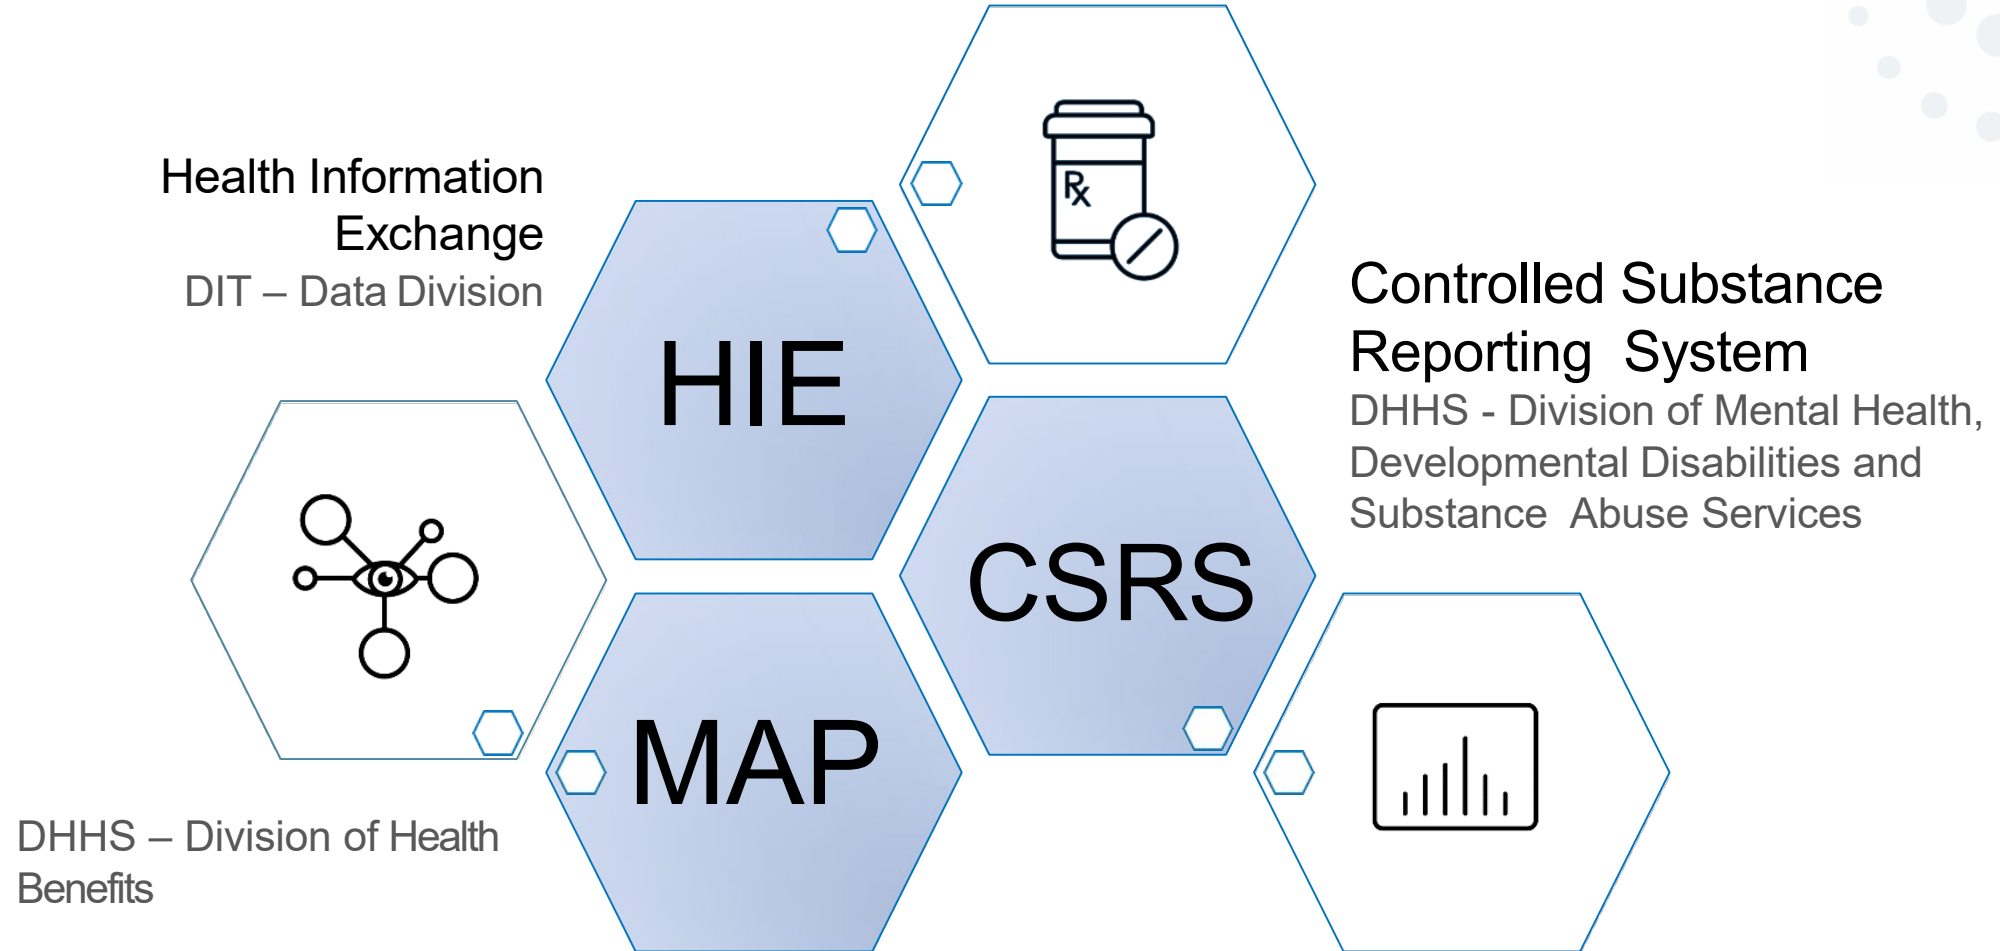 Health Information
Exchange
DIT – Data Division
HIE
Rx
Controlled Substance
Reporting System
DHHS - Division of Mental Health,
Developmental Disabilities and
Substance Abuse Services
CSRS
MAP
DHHS – Division of Health
Benefits